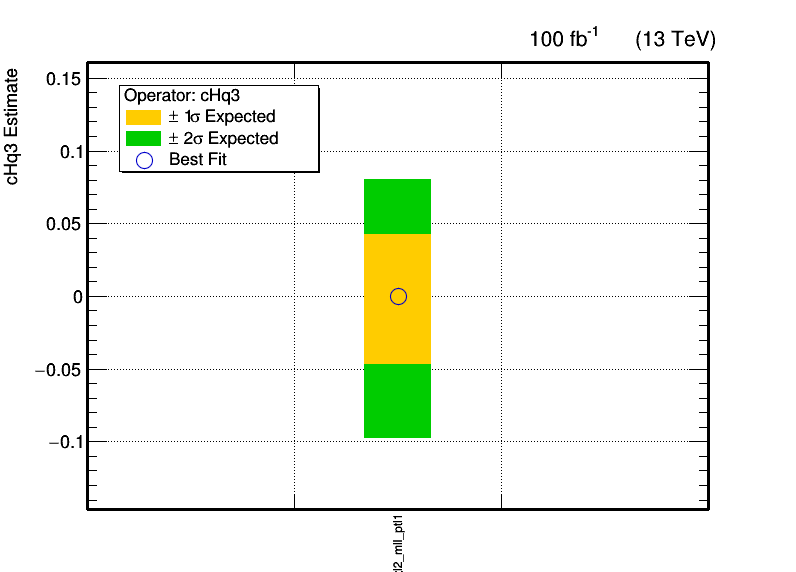 100 fb-1 (13 TeV)
cHq3 Estimate
0.15
0.1
0.05
0
−0.05
−0.1
Operator: cHq3
± 1σ Expected
± 2σ Expected
Best Fit
l2_mll_ptl1